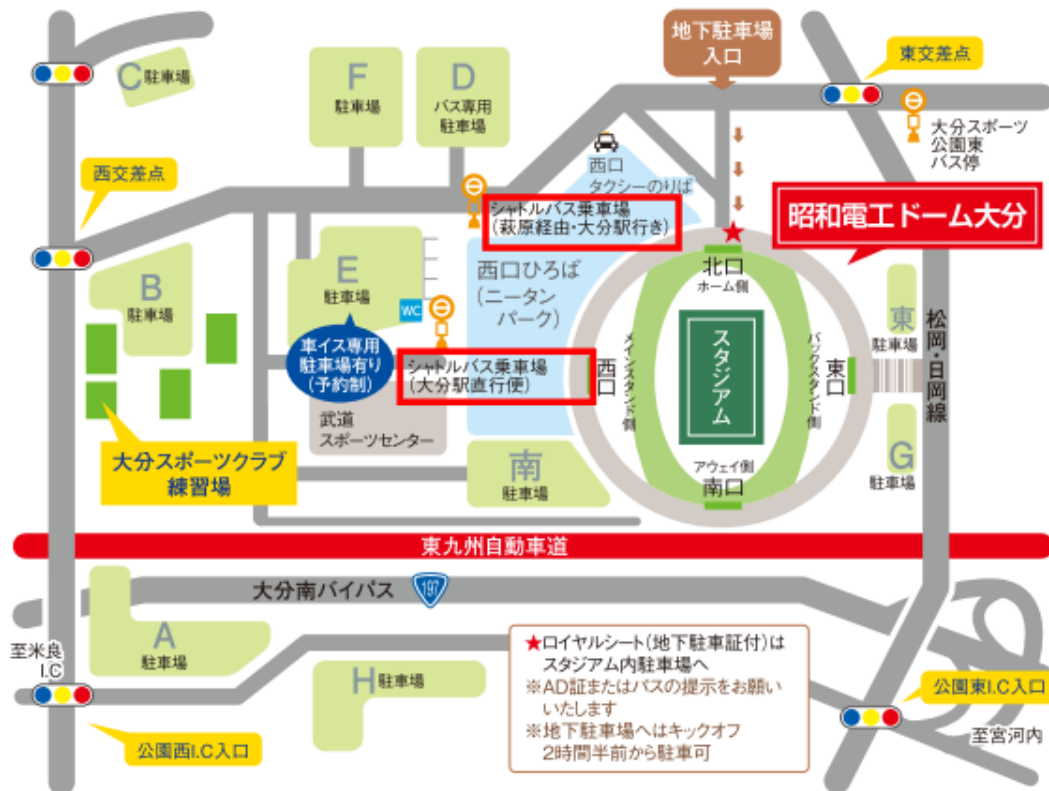 地下駐車場
入口
C 駐車場
F
駐車場
D
バス専用
駐車場
東交差点
大分スポーツ
公園東
バス停
西口
タクシーのりば
西交差点
シャトルバス乗車場
(萩原経由・大分駅行き)
昭和電工ドーム大分
北口
ホーム側
B
駐車場
E
駐車場
WC
西口ひろば
(ニータン
パーク)
東
駐車場
松岡・日岡線
車イス専用
駐車場有り
(予約制)
シャトルバス乗車場
(大分駅直行便)
西口
メインスタンド側
スタジアム
バックスタンド側
東口
武道
スポーツセンター
大分スポーツクラブ
練習場
南
駐車場
アウェイ側
南口
G
駐車場
東九州自動車道
大分南バイパス
197
A
駐車場
至米良
I.C
H 駐車場
★ロイヤルシート(地下駐車証付)は
スタジアム内駐車場へ
※AD証またはパスの提示をお願い
いたします
※地下駐車場へはキックオフ
2時間半前から駐車可
公園東I.C入口
至宮河内
公園西I.C入口